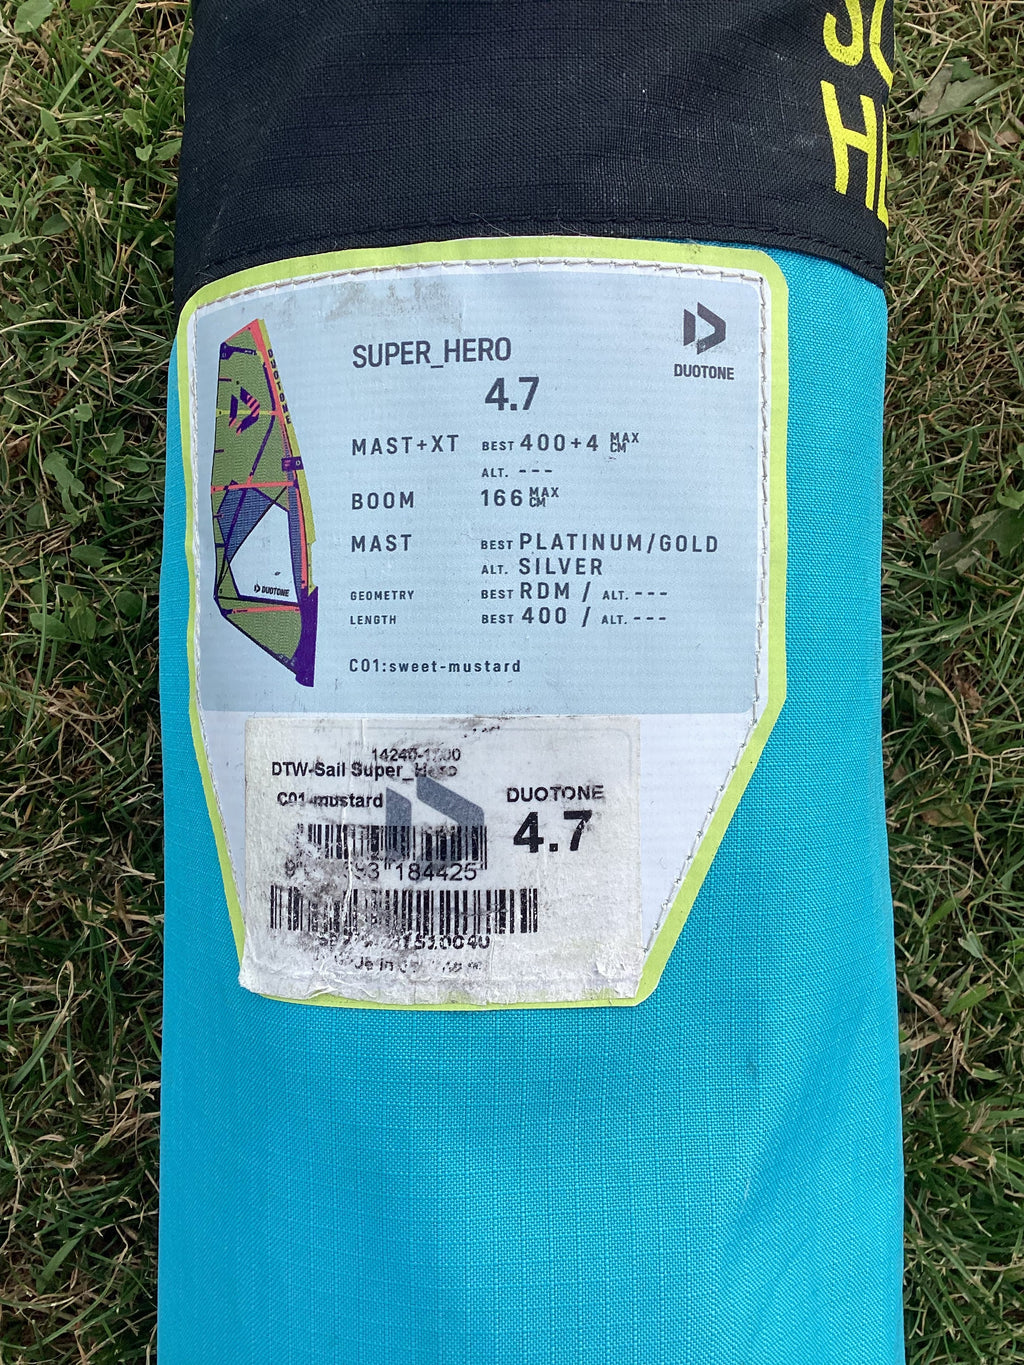 SUPER_HERO
4.7
DUOTONE
MAST+XT BEST 400+4 MAX CM
ALT. ---
BOOM 166 MAX CM
MAST BEST PLATINUM/GOLD
ALT. SILVER
GEOMETRY BEST RDM / ALT. ---
LENGTH BEST 400 / ALT. ---
C01:sweet-mustard
DUOTONE
DTW-Sail Super_Hero
C01-mustard
DUOTONE
4.7
184425